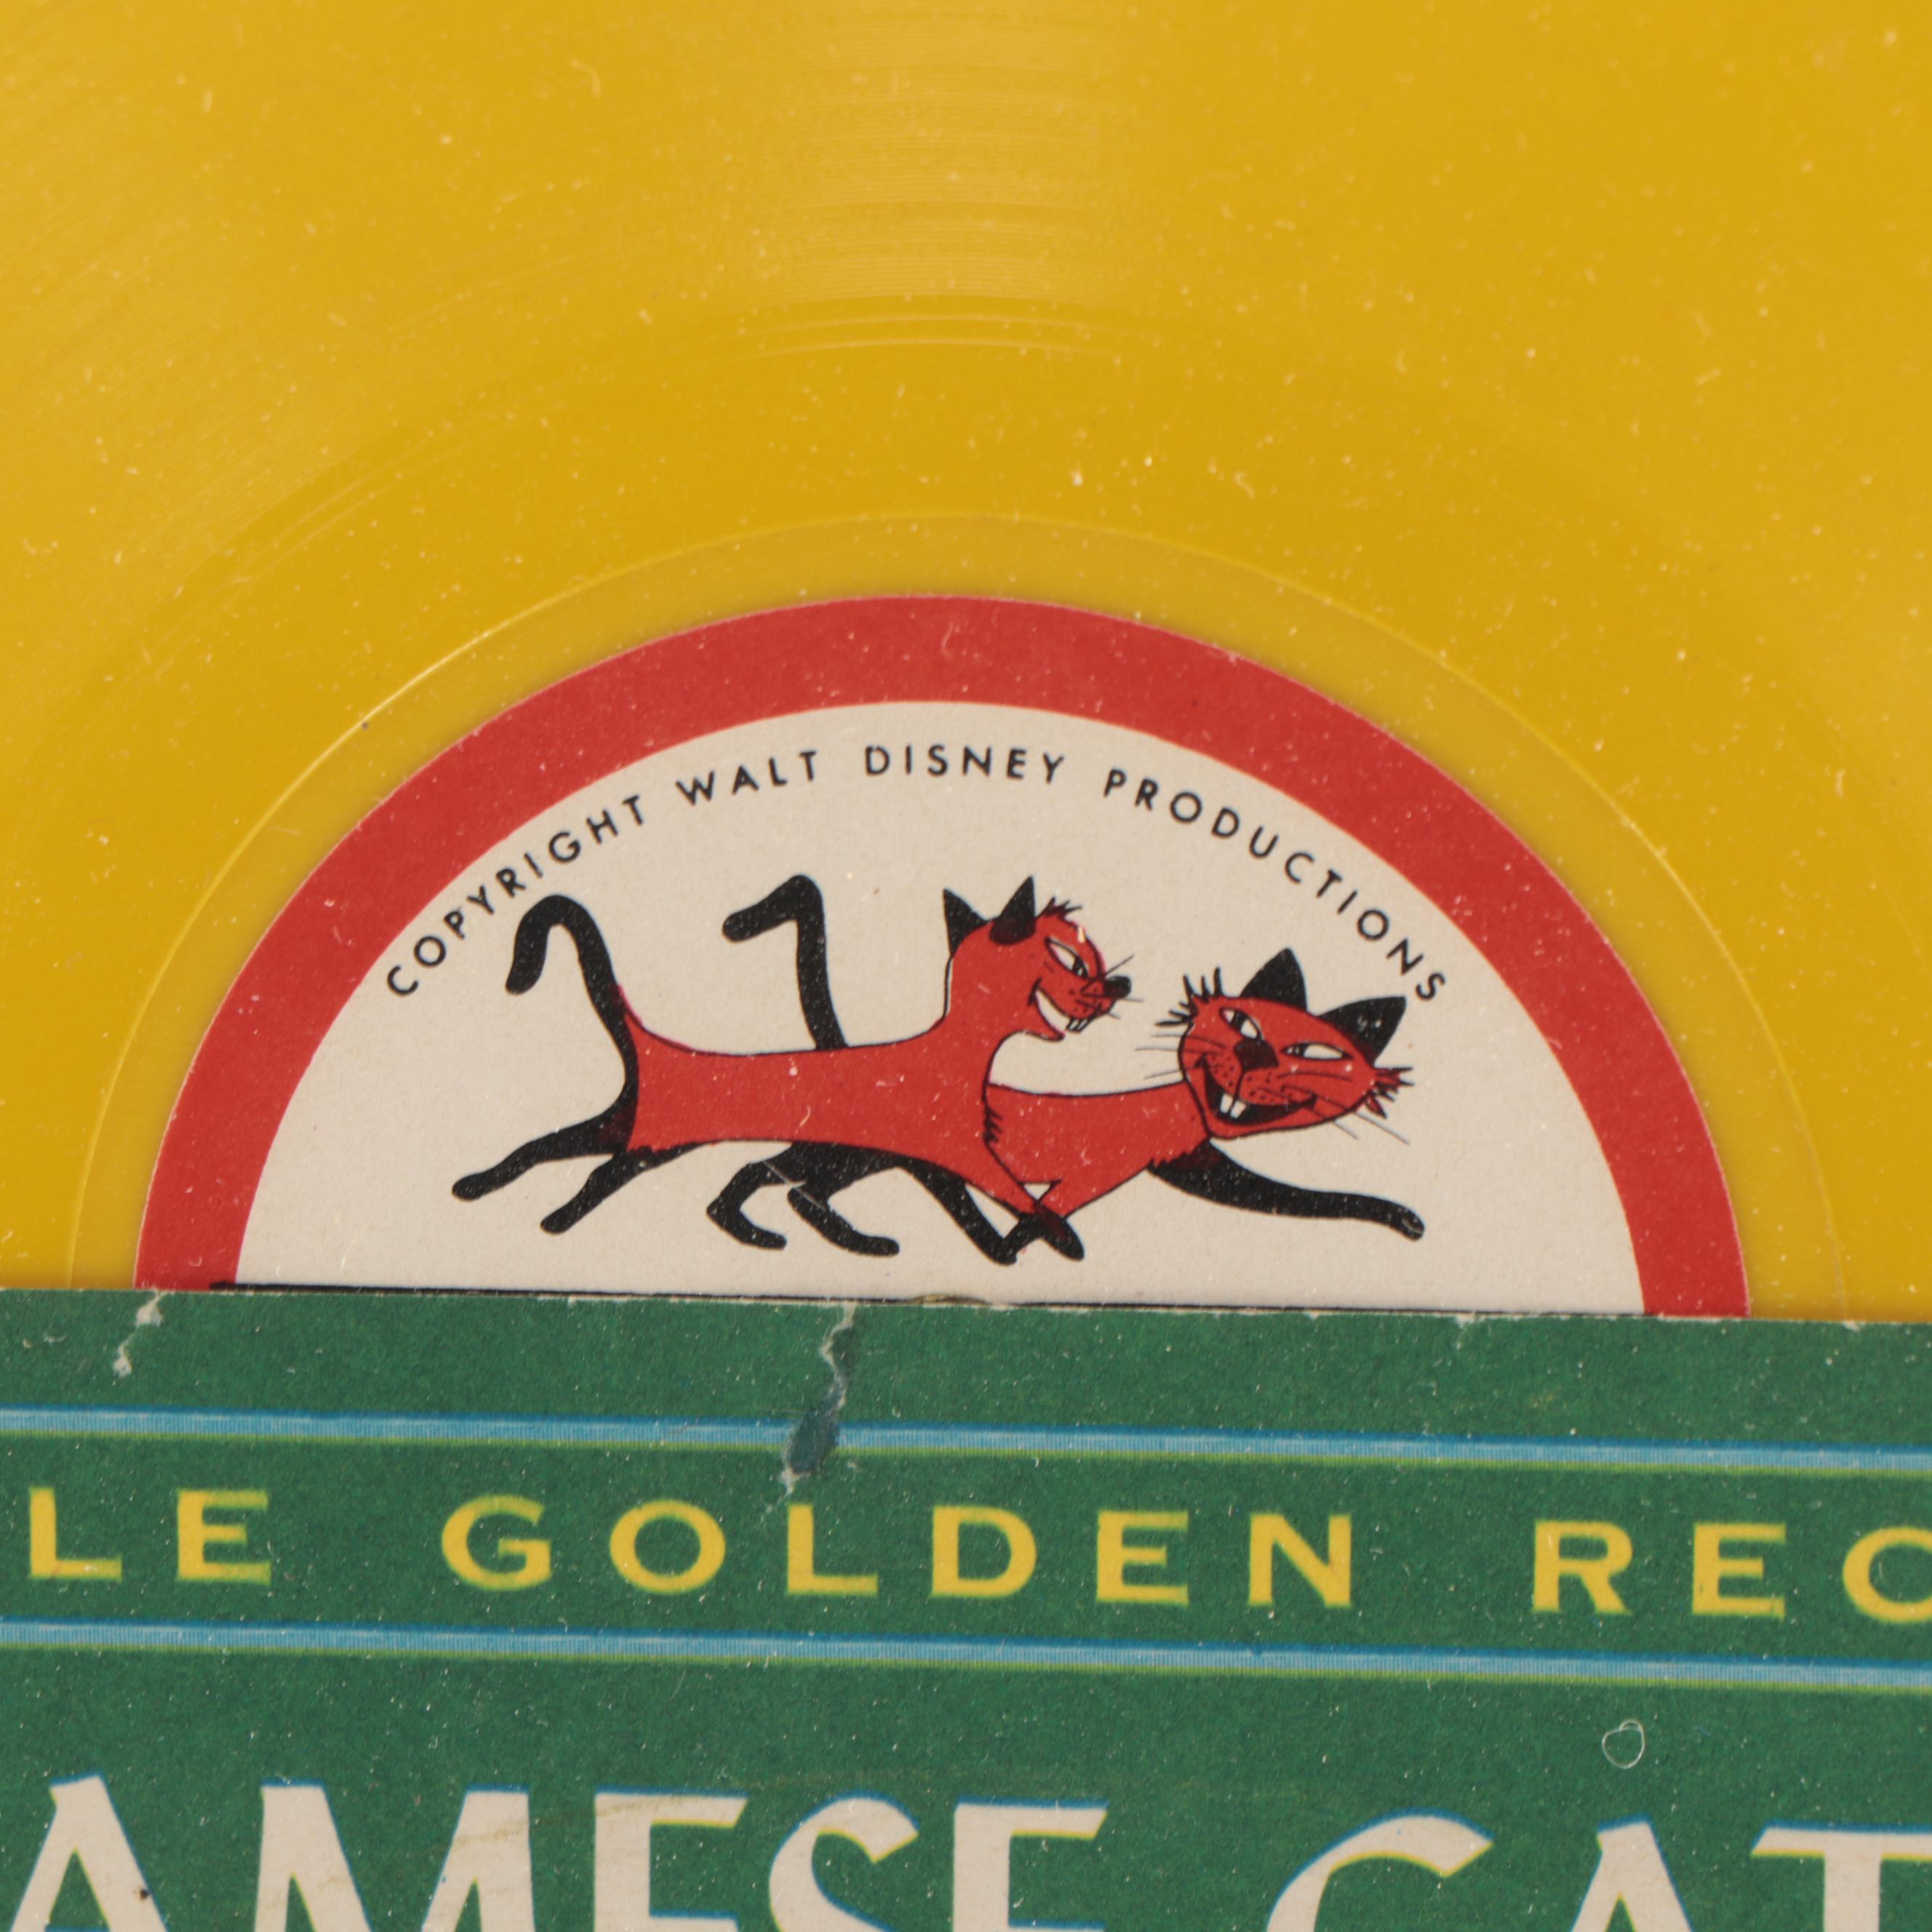 COPYRIGHT WALT DISNEY PRODUCTIONS
LE GOLDEN REC
AMESE CAT